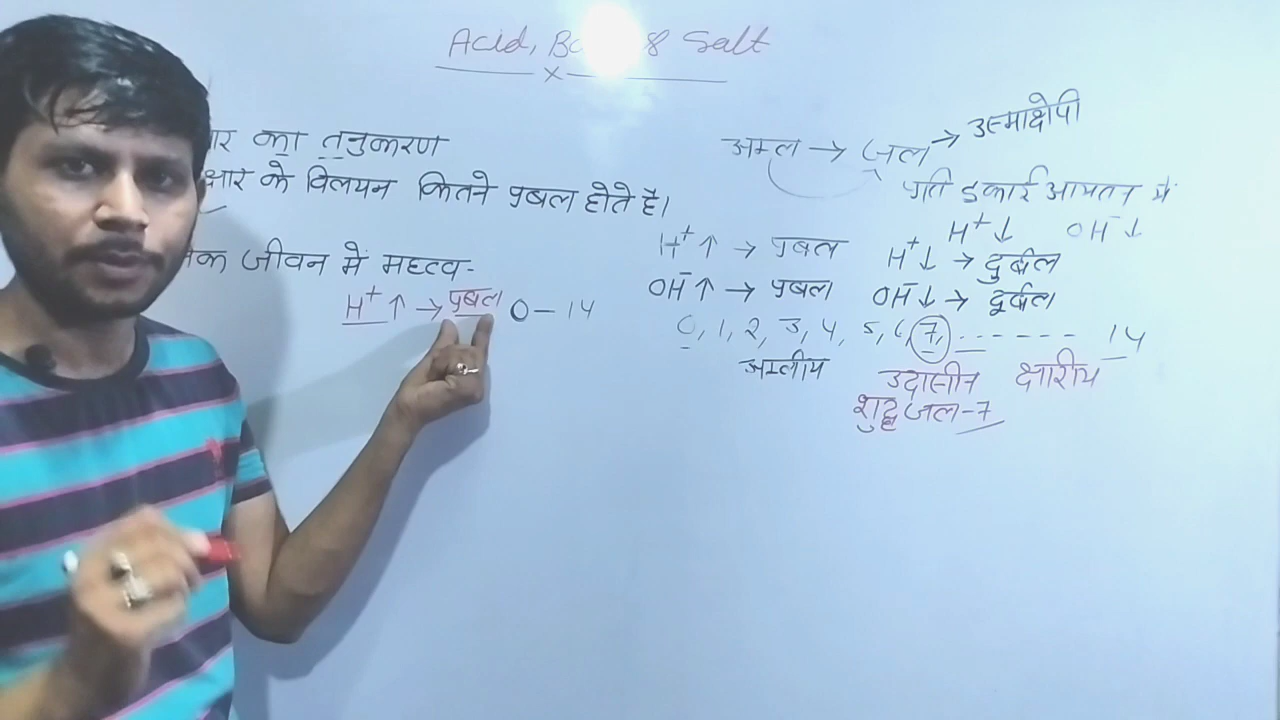 Acid, Ba & Salt
ार का तनुकरण
क्षार के विलयन कितने प्रबल होते है।
िक जीवन में महत्व-
H⁺ ↑ → प्रबल 0 – 14
अम्ल → जल → उस्माक्षेपी
प्रति इकाई आयतन में
H⁺ ↓ OH⁻ ↓
H⁺ ↑ → प्रबल H⁺ ↓ → दुर्बल
OH⁻ ↑ → प्रबल OH⁻ ↓ → दूर्बल
0, 1, 2, 3, 4, 5, 6, 7, ------ 14
अम्लीय उदासीन क्षारीय
शुद्ध जल-7